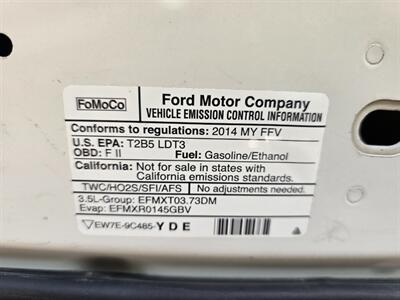 FoMoCo
Ford Motor Company
VEHICLE EMISSION CONTROL INFORMATION
Conforms to regulations: 2014 MY FFV
U.S. EPA: T2B5 LDT3
OBD: F II Fuel: Gasoline/Ethanol
California: Not for sale in states with
California emissions standards.
TWC/HO2S/SFI/AFS No adjustments needed.
3.5L-Group: EFMXT03.73DM
Evap: EFMXR0145GBV
EW7E-9C485- Y D E